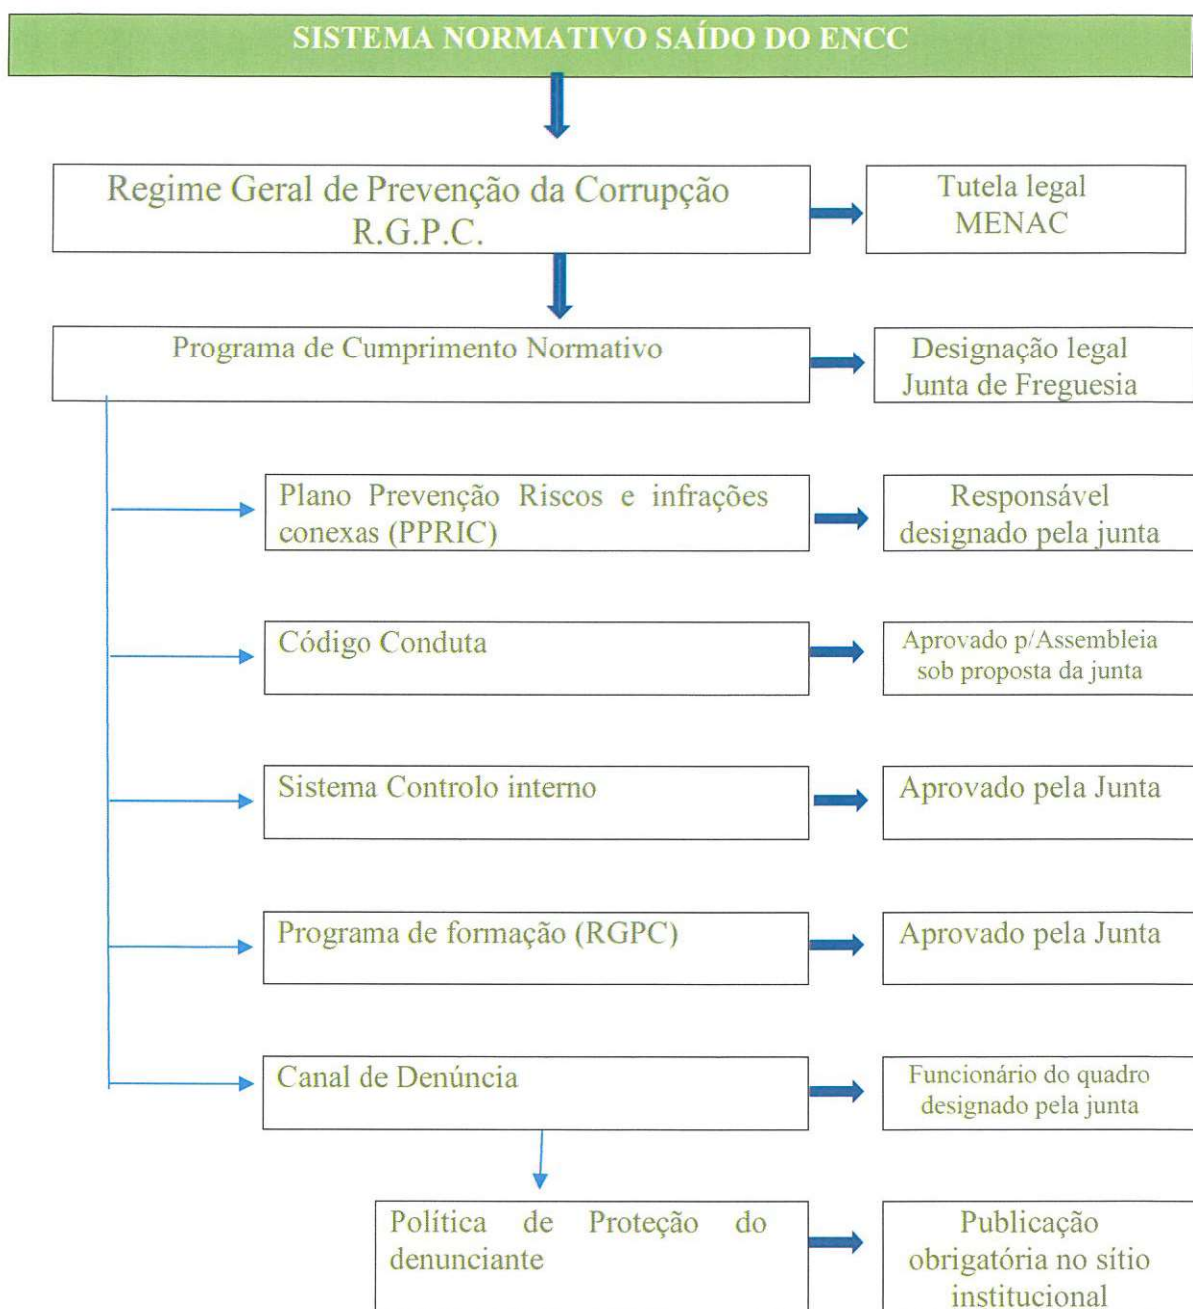 SISTEMA NORMATIVO SAÍDO DO ENCC
Regime Geral de Prevenção da Corrupção
R.G.P.C.
Tutela legal
MENAC
Programa de Cumprimento Normativo
Designação legal
Junta de Freguesia
Plano Prevenção Riscos e infrações
conexas (PPRIC)
Responsável
designado pela junta
Código Conduta
Aprovado p/Assembleia
sob proposta da junta
Sistema Controlo interno
Aprovado pela Junta
Programa de formação (RGPC)
Aprovado pela Junta
Canal de Denúncia
Funcionário do quadro
designado pela junta
Política de Proteção do
denunciante
Publicação
obrigatória no sítio
institucional